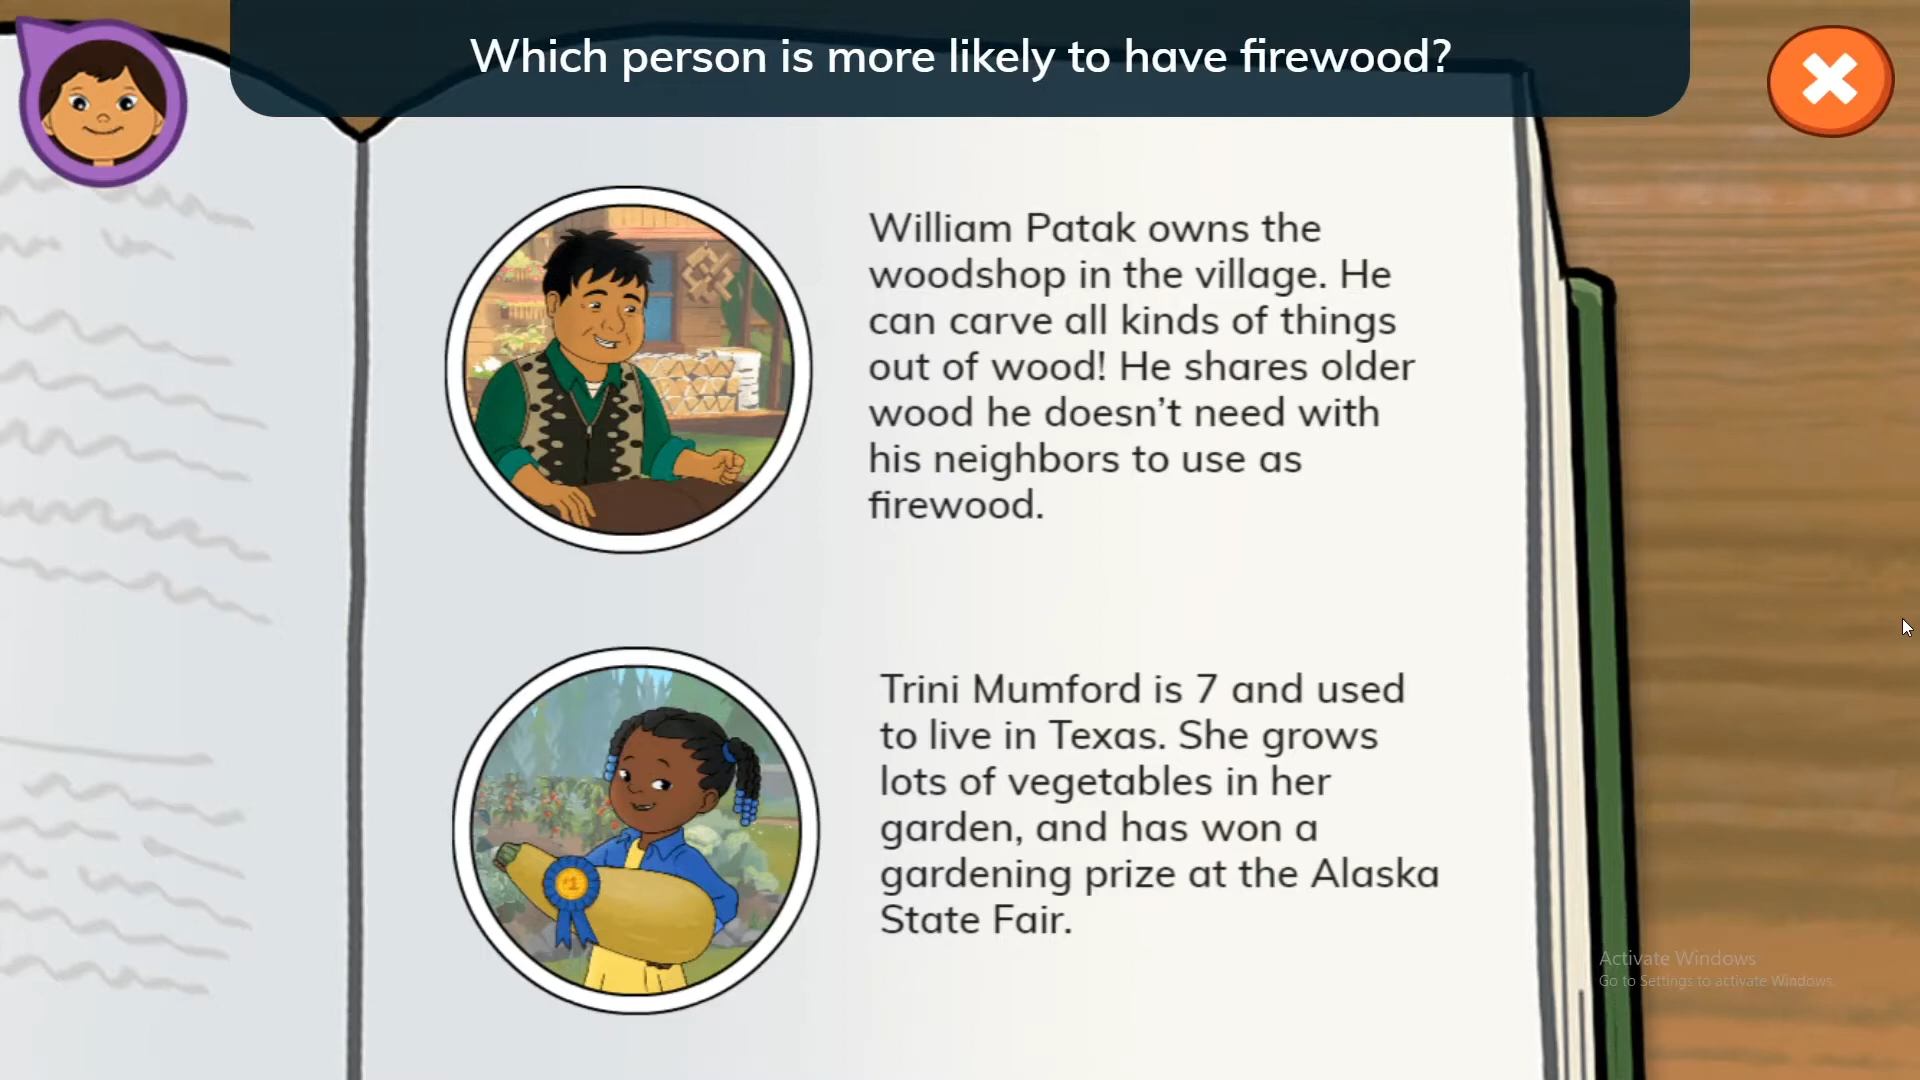 Which person is more likely to have firewood?
William Patak owns the
woodshop in the village. He
can carve all kinds of things
out of wood! He shares older
wood he doesn’t need with
his neighbors to use as
firewood.
Trini Mumford is 7 and used
to live in Texas. She grows
lots of vegetables in her
garden, and has won a
gardening prize at the Alaska
State Fair.
#1
Activate Windows
Go to Settings to activate Windows.